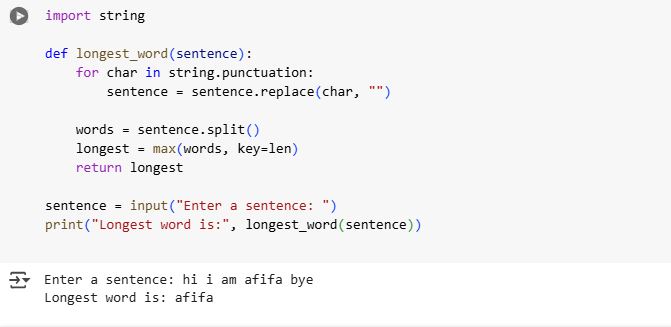 import string
def longest_word(sentence):
    for char in string.punctuation:
        sentence = sentence.replace(char, "")
    words = sentence.split()
    longest = max(words, key=len)
    return longest
sentence = input("Enter a sentence: ")
print("Longest word is:", longest_word(sentence))
Enter a sentence: hi i am afifa bye
Longest word is: afifa